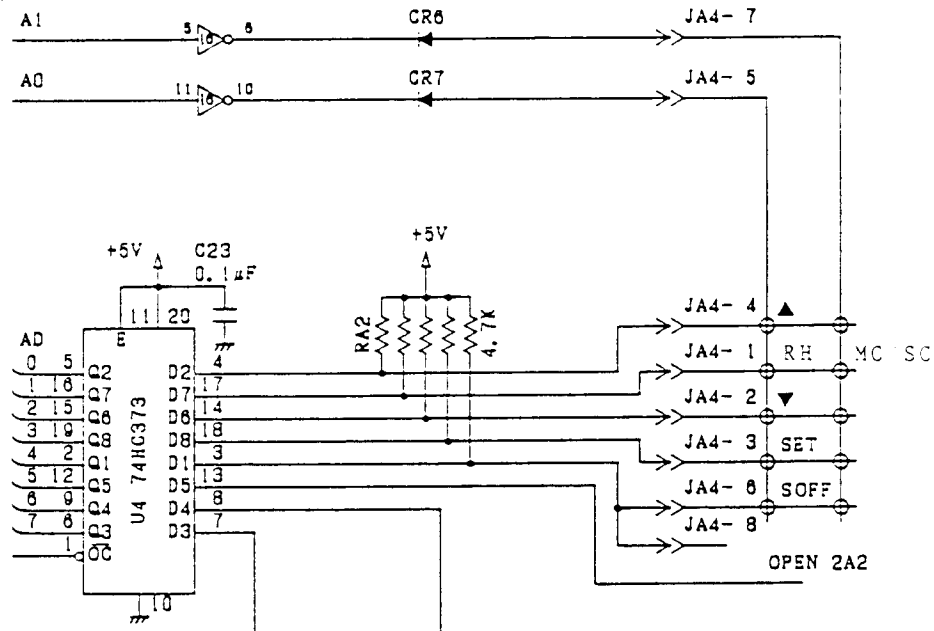 A1 5 16 6 CR6 JA4- 7
A0 11 16 10 CR7 JA4- 5
+5V C23 +5V
0.1µF
11 20 JA4- 4 ▲
E RA2 4.7K
AD JA4- 1 RH MC SC
0 5 Q2 D2 4
1 16 Q7 D7 17 JA4- 2 ▼
2 15 Q6 D6 14
3 19 Q8 D8 18 JA4- 3 SET
4 2 Q1 D1 3
5 12 Q5 D5 13 JA4- 6 SOFF
6 9 Q4 D4 8
7 6 Q3 D3 7 JA4- 8
1 OC
U4 74HC373
OPEN 2A2
10